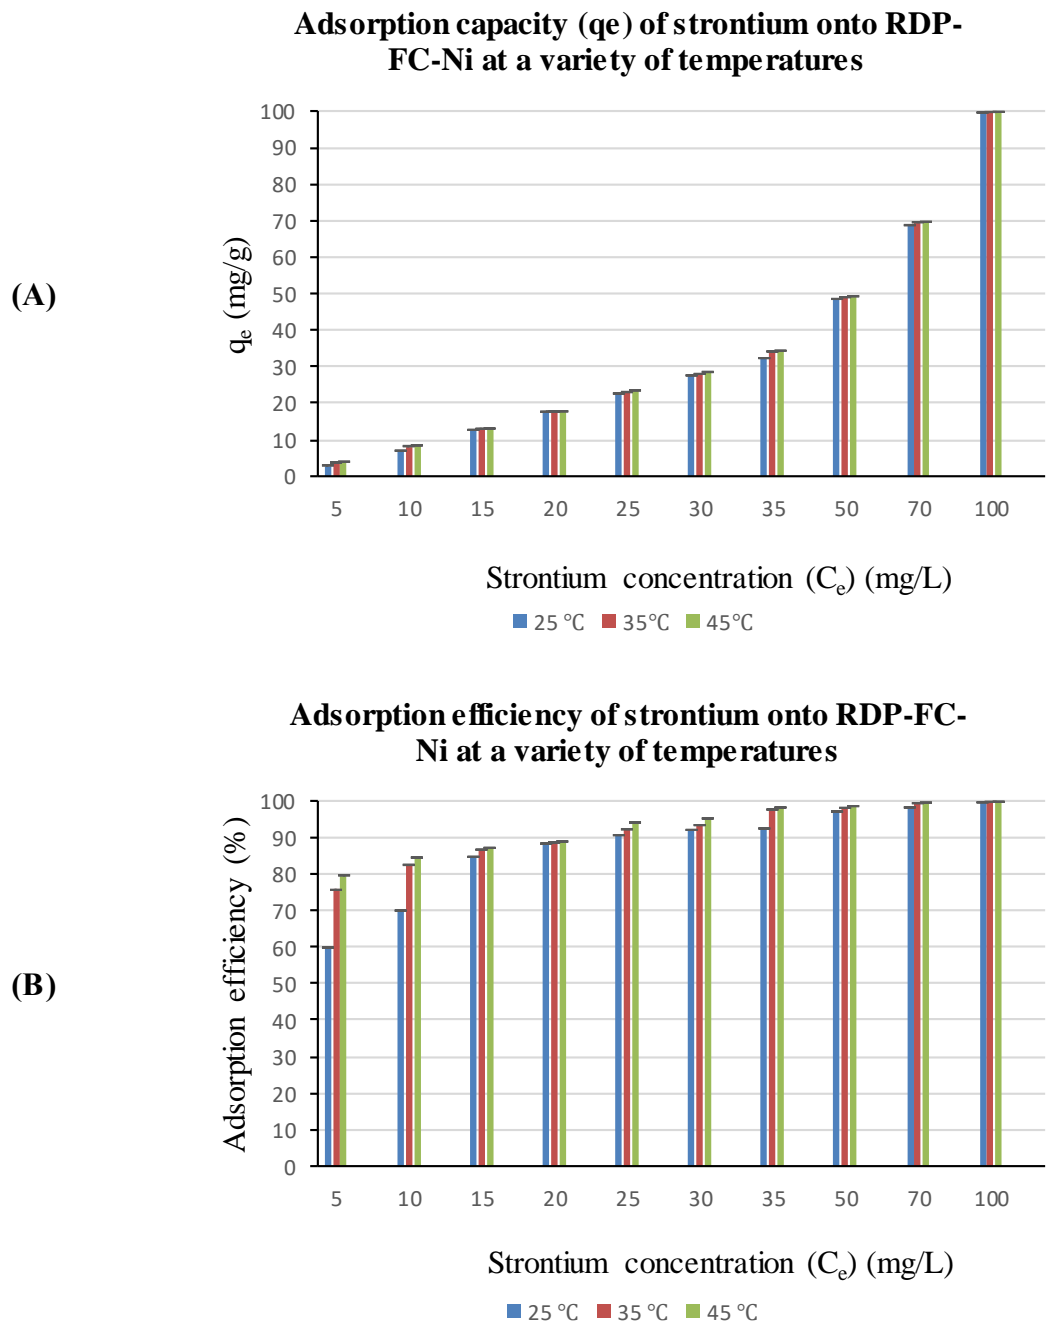 Adsorption capacity (qe) of strontium onto RDP-
FC-Ni at a variety of temperatures
100
90
80
70
60
50
40
30
20
10
0
qe (mg/g)
(A)
5 10 15 20 25 30 35 50 70 100
Strontium concentration (Ce) (mg/L)
25 °C 35°C 45°C
Adsorption efficiency of strontium onto RDP-FC-
Ni at a variety of temperatures
100
90
80
70
60
50
40
30
20
10
0
Adsorption efficiency (%)
(B)
5 10 15 20 25 30 35 50 70 100
Strontium concentration (Ce) (mg/L)
25 °C 35 °C 45 °C